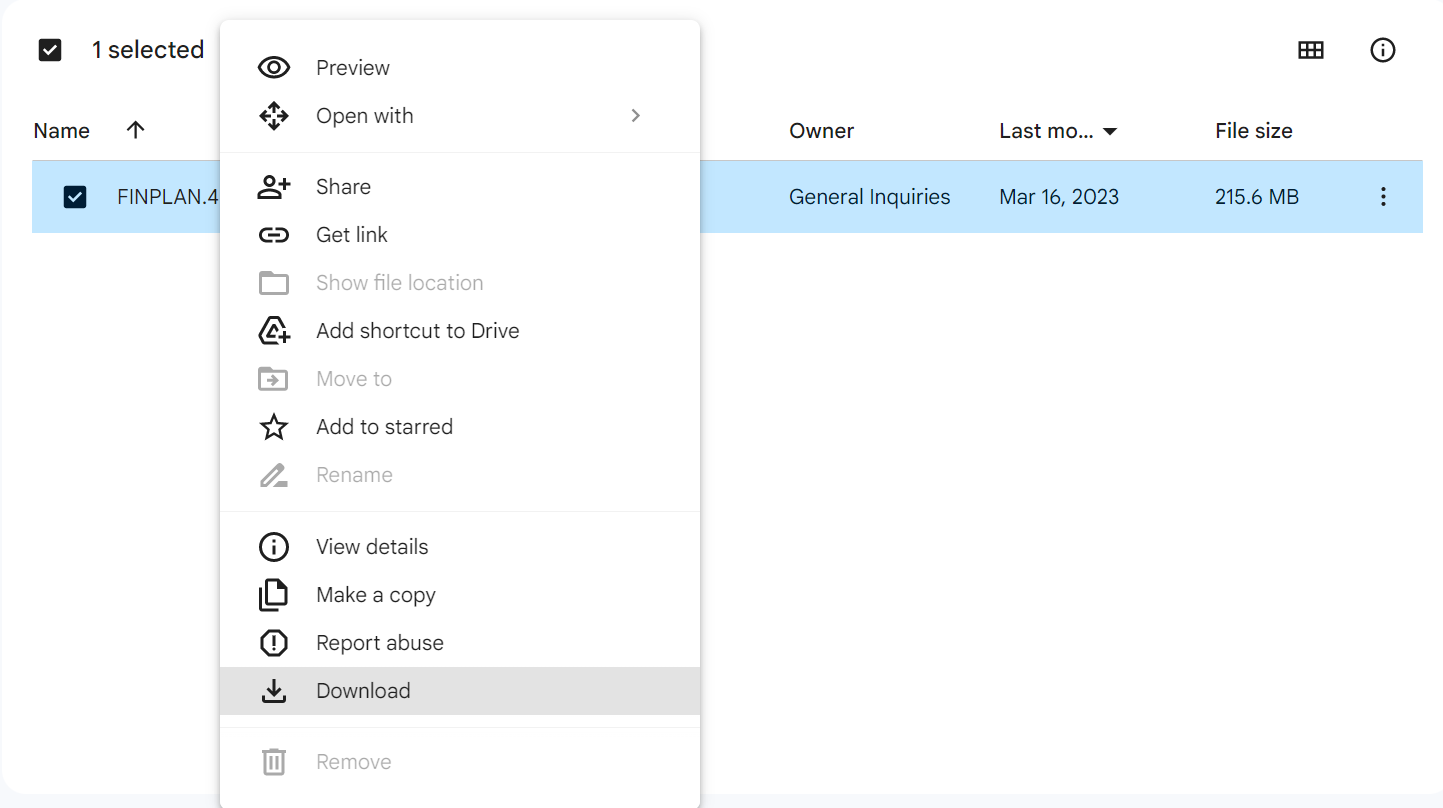 1 selected
Name
Owner
Last mo...
File size
FINPLAN.4
General Inquiries
Mar 16, 2023
215.6 MB
Preview
Open with
Share
Get link
Show file location
Add shortcut to Drive
Move to
Add to starred
Rename
View details
Make a copy
Report abuse
Download
Remove